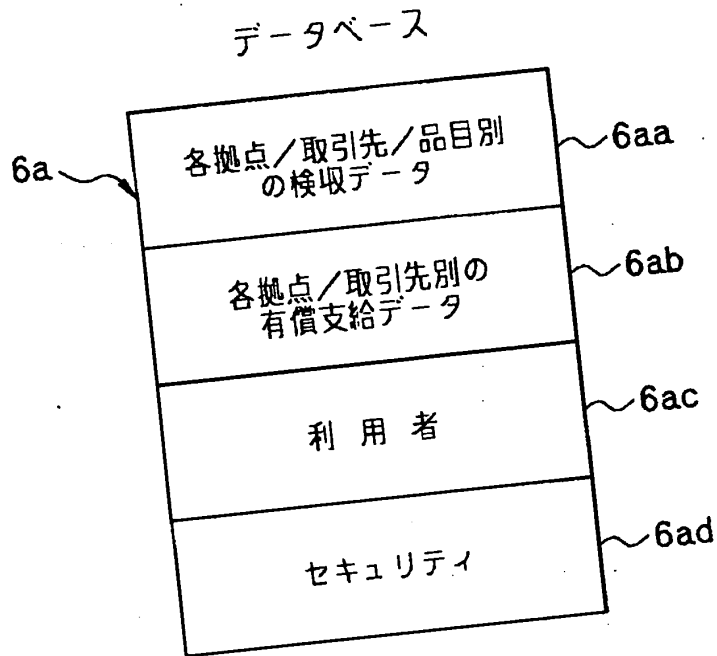 データベース
6a
各拠点/取引先/品目別
の検収データ
6aa
各拠点/取引先別の
有償支給データ
6ab
利用者
6ac
セキュリティ
6ad